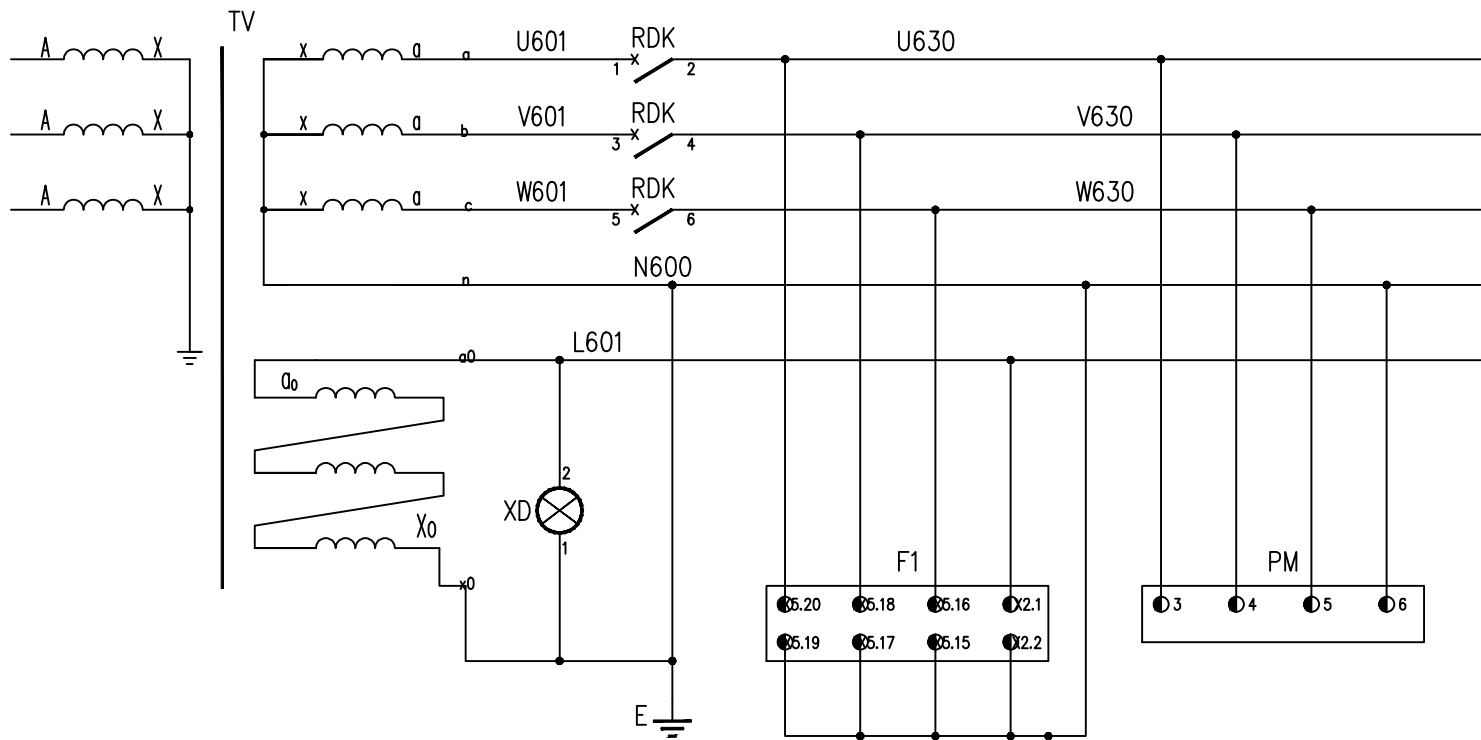 TV
A X x a a U601 RDK U630
1 2
A X x a b V601 RDK V630
3 4
A X x a c W601 RDK W630
5 6
n N600
a0 L601
a₀
2
XD
1
X₀
x0
F1 PM
X5.20 X5.18 X5.16 X2.1 3 4 5 6
X5.19 X5.17 X5.15 X2.2
E